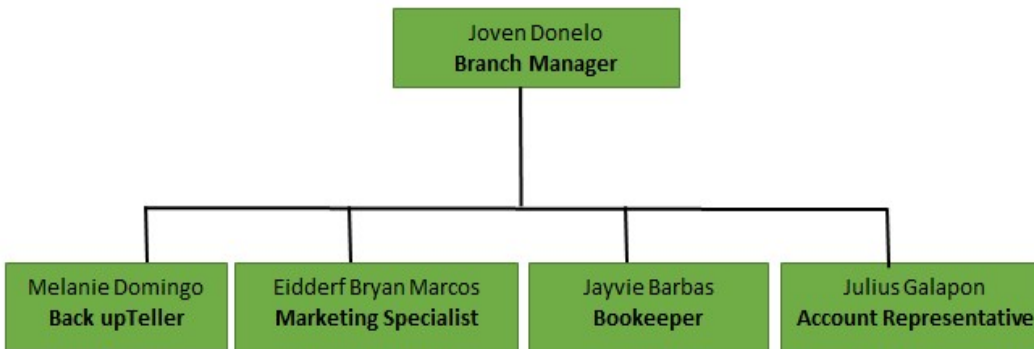 Joven Donelo
Branch Manager
Melanie Domingo
Back upTeller
Eidderf Bryan Marcos
Marketing Specialist
Jayvie Barbas
Bookeeper
Julius Galapon
Account Representative